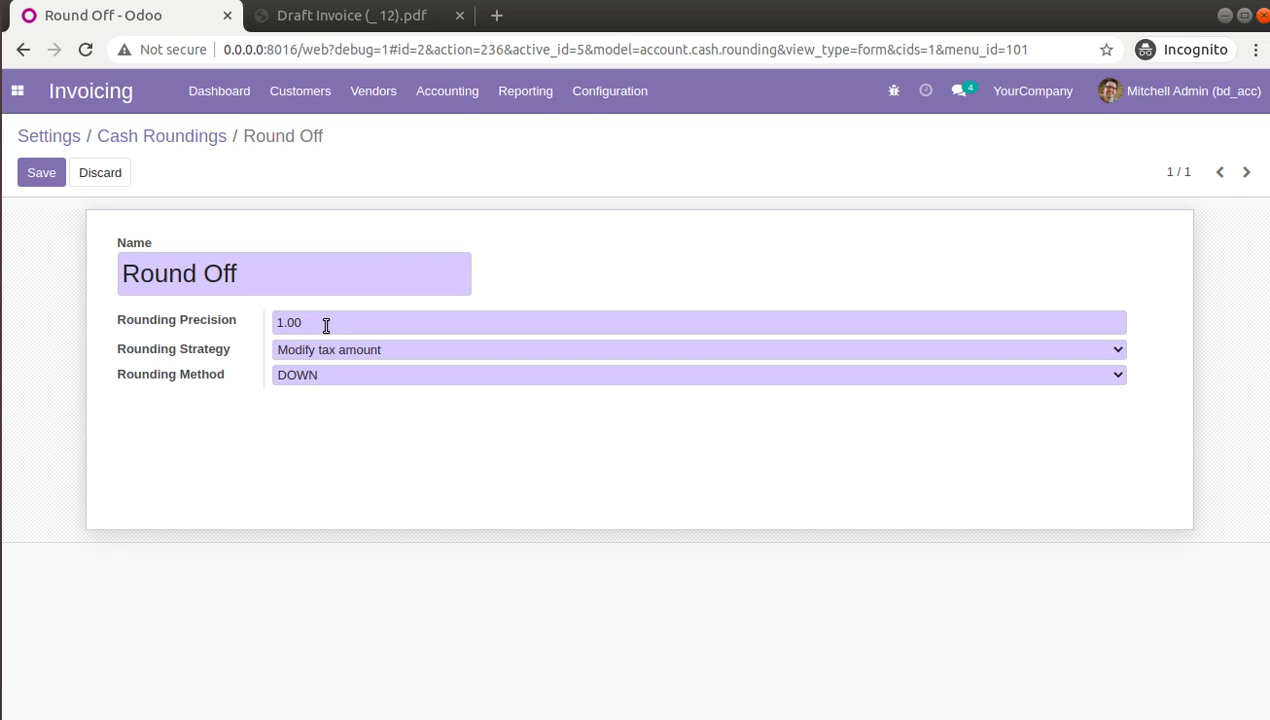 Round Off - Odoo
Draft Invoice (_ 12).pdf
Not secure
0.0.0.0:8016/web?debug=1#id=2&action=236&active_id=5&model=account.cash.rounding&view_type=form&cids=1&menu_id=101
Incognito
Invoicing
Dashboard
Customers
Vendors
Accounting
Reporting
Configuration
4
YourCompany
Mitchell Admin (bd_acc)
Settings / Cash Roundings / Round Off
Save
Discard
1 / 1
Name
Round Off
Rounding Precision
1.00
Rounding Strategy
Modify tax amount
Rounding Method
DOWN